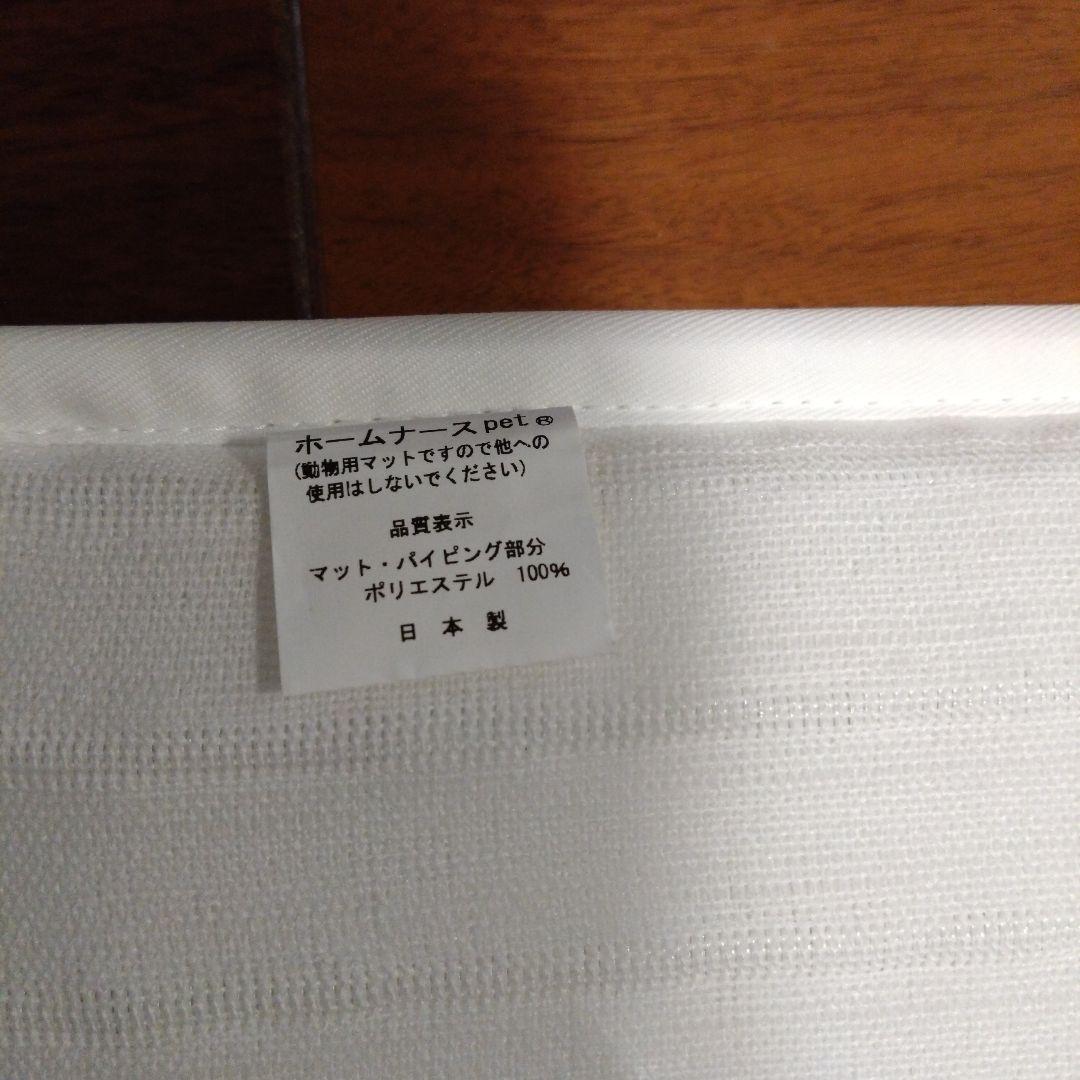 ホームナースpet®
(動物用マットですので他への
使用はしないでください)
品質表示
マット・パイピング部分
ポリエステル 100%
日本製